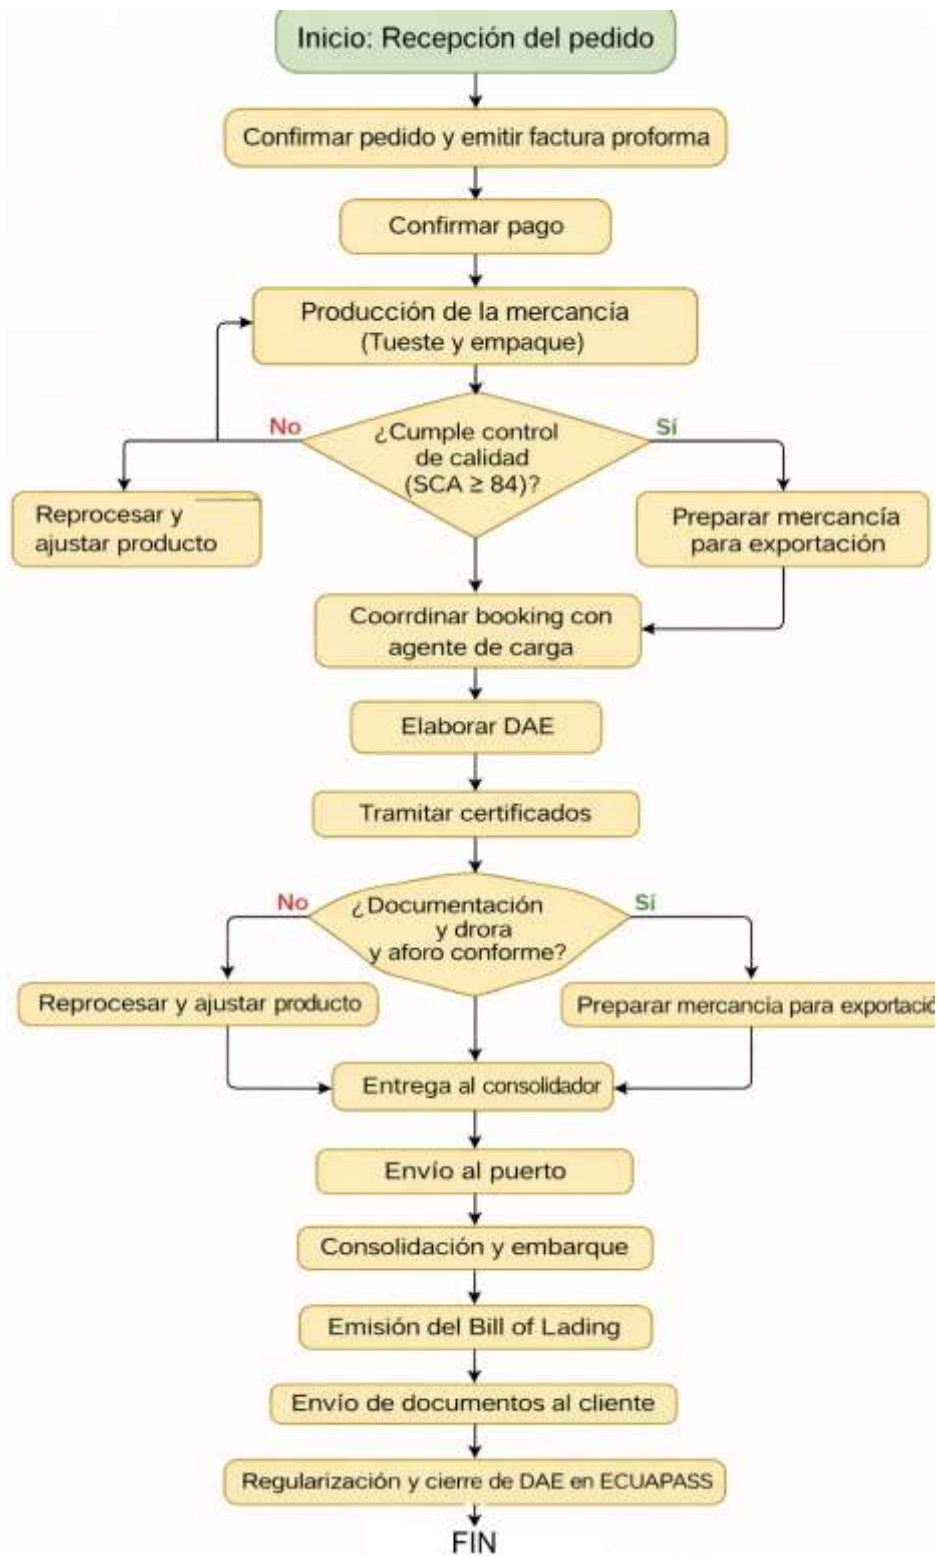 Inicio: Recepción del pedido
Confirmar pedido y emitir factura proforma
Confirmar pago
Producción de la mercancía
(Tueste y empaque)
No
¿Cumple control
de calidad
(SCA ≥ 84)?
Sí
Reprocesar y
ajustar producto
Preparar mercancía
para exportación
Coorrdinar booking con
agente de carga
Elaborar DAE
Tramitar certificados
No
¿Documentación
y drora
y aforo conforme?
Sí
Reprocesar y ajustar producto
Preparar mercancia para exportació
Entrega al consolidador
Envío al puerto
Consolidación y embarque
Emisión del Bill of Lading
Envío de documentos al cliente
Regularización y cierre de DAE en ECUAPASS
FIN